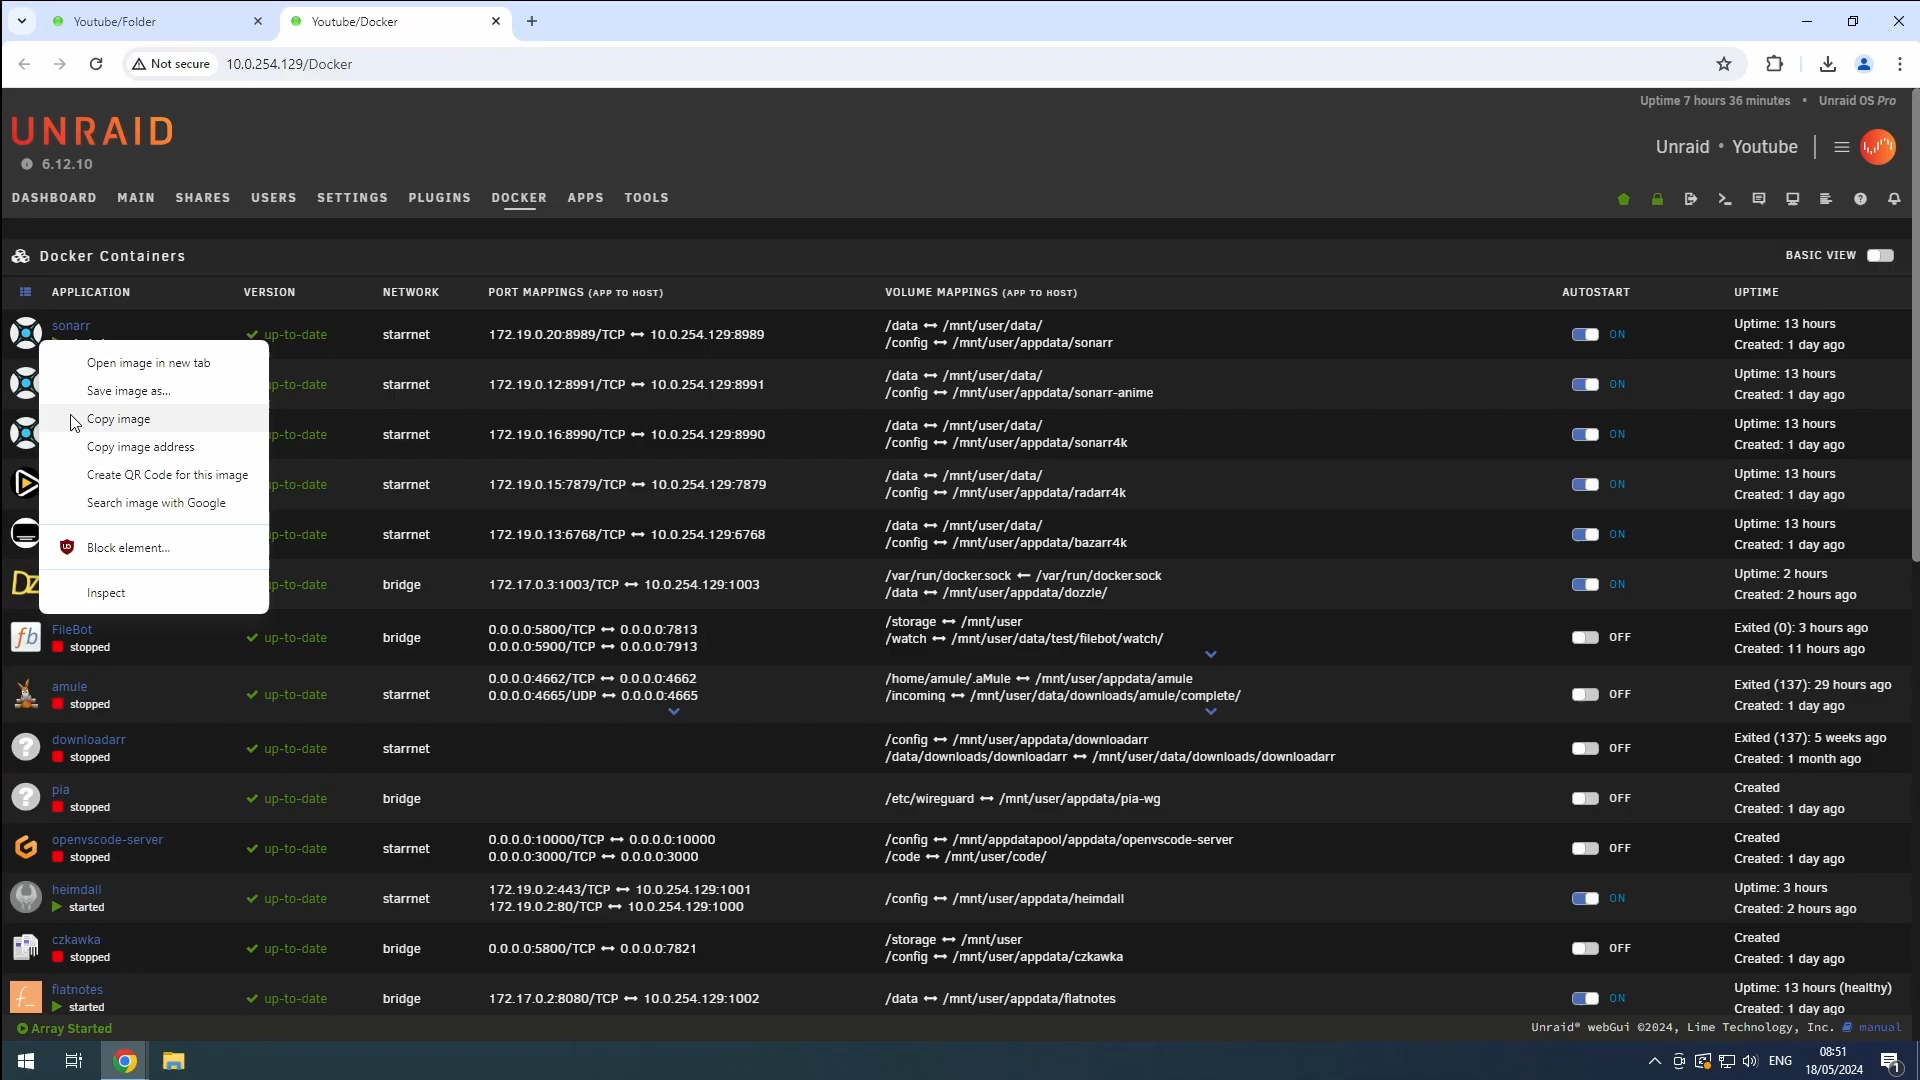 Youtube/Folder
Youtube/Docker
Not secure
10.0.254.129/Docker
Uptime 7 hours 36 minutes • Unraid OS Pro
UNRAID
6.12.10
Unraid • Youtube
DASHBOARD MAIN SHARES USERS SETTINGS PLUGINS DOCKER APPS TOOLS
Docker Containers
BASIC VIEW
APPLICATION VERSION NETWORK PORT MAPPINGS (APP TO HOST) VOLUME MAPPINGS (APP TO HOST) AUTOSTART UPTIME
sonarr
up-to-date starrnet 172.19.0.20:8989/TCP ↔ 10.0.254.129:8989
/data ↔ /mnt/user/data/
/config ↔ /mnt/user/appdata/sonarr
ON
Uptime: 13 hours
Created: 1 day ago
Open image in new tab
Save image as...
Copy image
Copy image address
Create QR Code for this image
Search image with Google
Block element...
Inspect
up-to-date starrnet 172.19.0.12:8991/TCP ↔ 10.0.254.129:8991
/data ↔ /mnt/user/data/
/config ↔ /mnt/user/appdata/sonarr-anime
ON
Uptime: 13 hours
Created: 1 day ago
up-to-date starrnet 172.19.0.16:8990/TCP ↔ 10.0.254.129:8990
/data ↔ /mnt/user/data/
/config ↔ /mnt/user/appdata/sonarr4k
ON
Uptime: 13 hours
Created: 1 day ago
up-to-date starrnet 172.19.0.15:7879/TCP ↔ 10.0.254.129:7879
/data ↔ /mnt/user/data/
/config ↔ /mnt/user/appdata/radarr4k
ON
Uptime: 13 hours
Created: 1 day ago
up-to-date starrnet 172.19.0.13:6768/TCP ↔ 10.0.254.129:6768
/data ↔ /mnt/user/data/
/config ↔ /mnt/user/appdata/bazarr4k
ON
Uptime: 13 hours
Created: 1 day ago
Dz
up-to-date bridge 172.17.0.3:1003/TCP ↔ 10.0.254.129:1003
/var/run/docker.sock ← /var/run/docker.sock
/data ↔ /mnt/user/appdata/dozzle/
ON
Uptime: 2 hours
Created: 2 hours ago
fb
FileBot
stopped
up-to-date bridge
0.0.0.0:5800/TCP ↔ 0.0.0.0:7813
0.0.0.0:5900/TCP ↔ 0.0.0.0:7913
/storage ↔ /mnt/user
/watch ↔ /mnt/user/data/test/filebot/watch/
OFF
Exited (0): 3 hours ago
Created: 11 hours ago
amule
stopped
up-to-date starrnet
0.0.0.0:4662/TCP ↔ 0.0.0.0:4662
0.0.0.0:4665/UDP ↔ 0.0.0.0:4665
/home/amule/.aMule ↔ /mnt/user/appdata/amule
/incoming ↔ /mnt/user/data/downloads/amule/complete/
OFF
Exited (137): 29 hours ago
Created: 1 day ago
?
downloadarr
stopped
up-to-date starrnet
/config ↔ /mnt/user/appdata/downloadarr
/data/downloads/downloadarr ↔ /mnt/user/data/downloads/downloadarr
OFF
Exited (137): 5 weeks ago
Created: 1 month ago
?
pia
stopped
up-to-date bridge
/etc/wireguard ↔ /mnt/user/appdata/pia-wg
OFF
Created
Created: 1 day ago
openvscode-server
stopped
up-to-date starrnet
0.0.0.0:10000/TCP ↔ 0.0.0.0:10000
0.0.0.0:3000/TCP ↔ 0.0.0.0:3000
/config ↔ /mnt/appdatapool/appdata/openvscode-server
/code ↔ /mnt/user/code/
OFF
Created
Created: 1 day ago
heimdall
started
up-to-date starrnet
172.19.0.2:443/TCP ↔ 10.0.254.129:1001
172.19.0.2:80/TCP ↔ 10.0.254.129:1000
/config ↔ /mnt/user/appdata/heimdall
ON
Uptime: 3 hours
Created: 2 hours ago
czkawka
stopped
up-to-date bridge 0.0.0.0:5800/TCP ↔ 0.0.0.0:7821
/storage ↔ /mnt/user
/config ↔ /mnt/user/appdata/czkawka
OFF
Created
Created: 1 day ago
f_
flatnotes
started
up-to-date bridge 172.17.0.2:8080/TCP ↔ 10.0.254.129:1002
/data ↔ /mnt/user/appdata/flatnotes
ON
Uptime: 13 hours (healthy)
Created: 1 day ago
Array Started
Unraid® webGui ©2024, Lime Technology, Inc. manual
ENG
08:51
18/05/2024
1